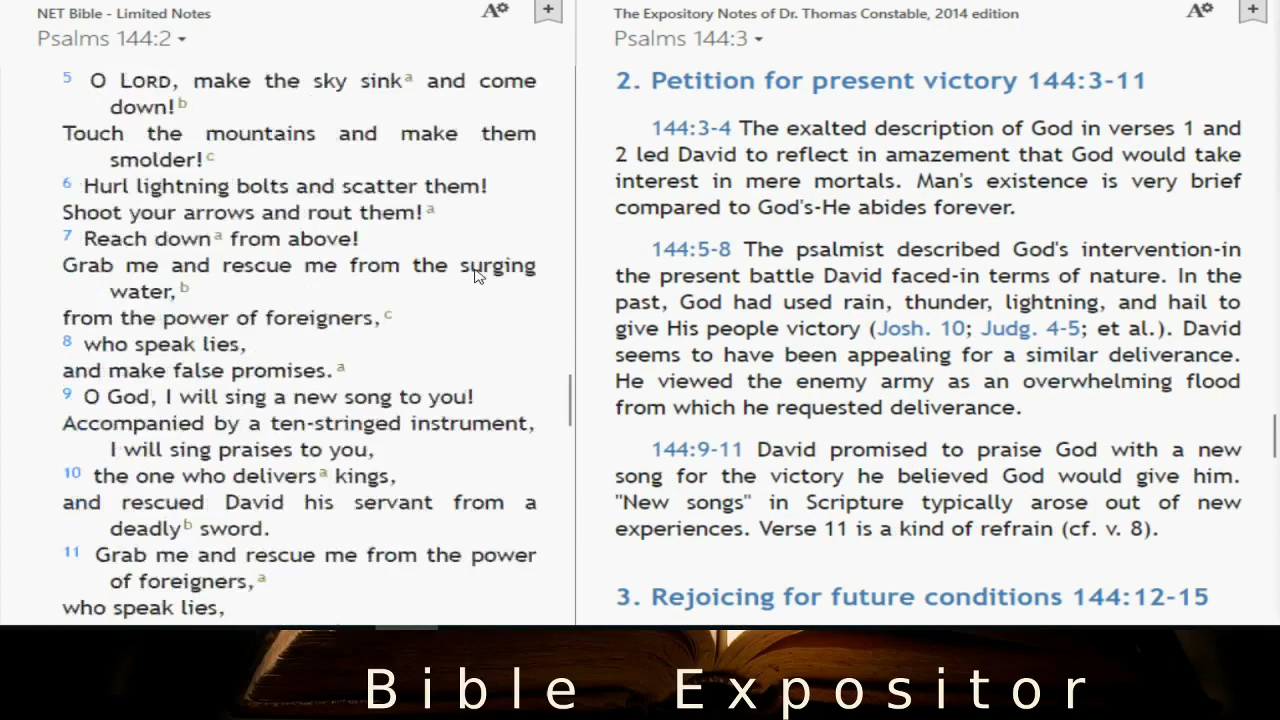 NET Bible - Limited Notes
Psalms 144:2
5 O LORD, make the sky sink a and come
down! b
Touch the mountains and make them
smolder! c
6 Hurl lightning bolts and scatter them!
Shoot your arrows and rout them! a
7 Reach down a from above!
Grab me and rescue me from the surging
water, b
from the power of foreigners, c
8 who speak lies,
and make false promises. a
9 O God, I will sing a new song to you!
Accompanied by a ten-stringed instrument,
I will sing praises to you,
10 the one who delivers a kings,
and rescued David his servant from a
deadly b sword.
11 Grab me and rescue me from the power
of foreigners, a
who speak lies,
The Expository Notes of Dr. Thomas Constable, 2014 edition
Psalms 144:3
2. Petition for present victory 144:3-11
144:3-4 The exalted description of God in verses 1 and
2 led David to reflect in amazement that God would take
interest in mere mortals. Man's existence is very brief
compared to God's-He abides forever.
144:5-8 The psalmist described God's intervention-in
the present battle David faced-in terms of nature. In the
past, God had used rain, thunder, lightning, and hail to
give His people victory (Josh. 10; Judg. 4-5; et al.). David
seems to have been appealing for a similar deliverance.
He viewed the enemy army as an overwhelming flood
from which he requested deliverance.
144:9-11 David promised to praise God with a new
song for the victory he believed God would give him.
"New songs" in Scripture typically arose out of new
experiences. Verse 11 is a kind of refrain (cf. v. 8).
3. Rejoicing for future conditions 144:12-15
Bible Expositor